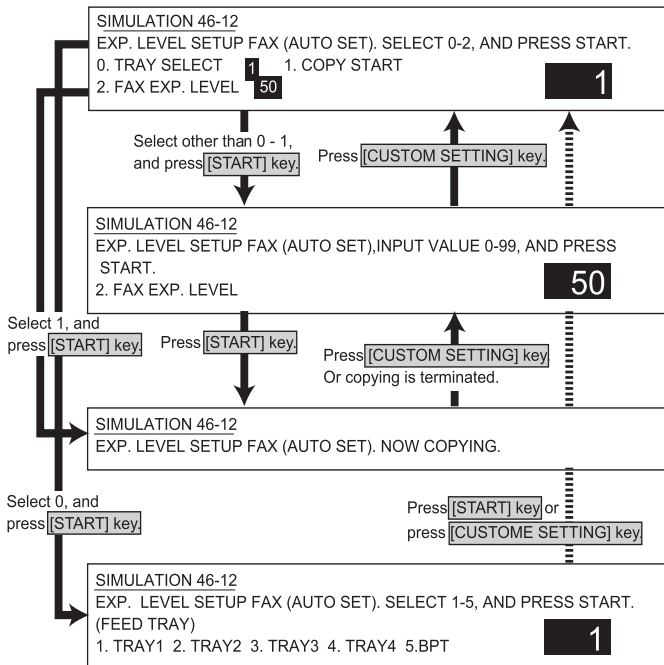 SIMULATION 46-12
EXP. LEVEL SETUP FAX (AUTO SET). SELECT 0-2, AND PRESS START.
0. TRAY SELECT 1 1. COPY START
2. FAX EXP. LEVEL 50
1
Select other than 0 - 1,
and press [START] key.
Press [CUSTOM SETTING] key.
SIMULATION 46-12
EXP. LEVEL SETUP FAX (AUTO SET),INPUT VALUE 0-99, AND PRESS
START.
2. FAX EXP. LEVEL
50
Select 1, and
press [START] key.
Press [START] key.
Press [CUSTOM SETTING] key.
Or copying is terminated.
SIMULATION 46-12
EXP. LEVEL SETUP FAX (AUTO SET). NOW COPYING.
Select 0, and
press [START] key.
Press [START] key or
press [CUSTOME SETTING] key.
SIMULATION 46-12
EXP. LEVEL SETUP FAX (AUTO SET). SELECT 1-5, AND PRESS START.
(FEED TRAY)
1. TRAY1 2. TRAY2 3. TRAY3 4. TRAY4 5.BPT
1